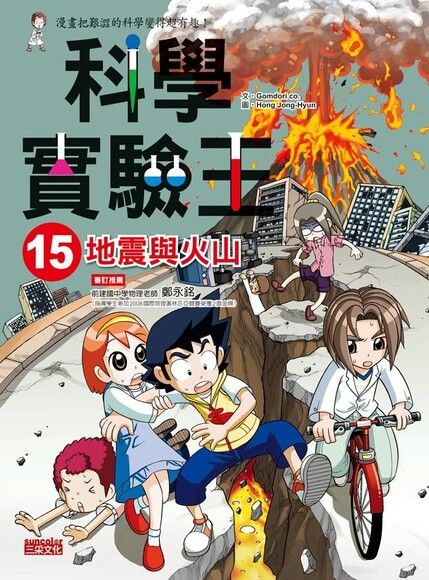 漫畫把艱澀的科學變得超有趣！
科學
實驗王
文·Gomdori co.
圖·Hong Jong-Hyun
15 地震與火山
審訂推薦
前建國中學物理老師 鄭永銘
suncolor
三采文化